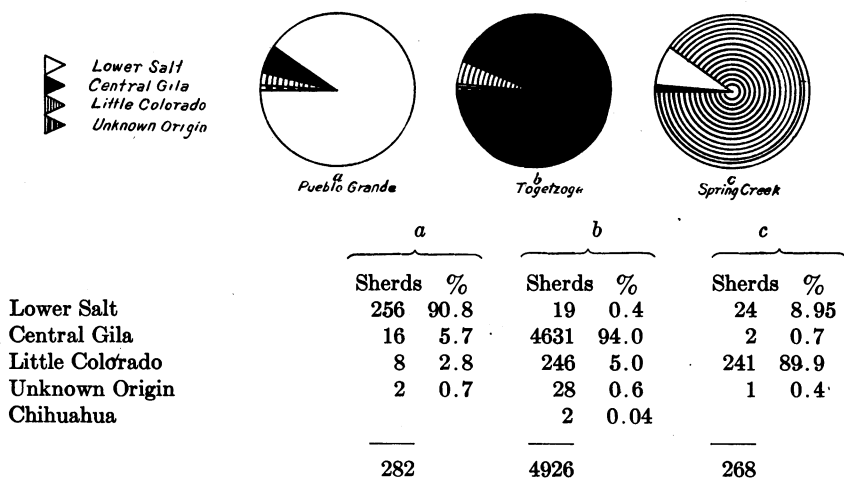 Lower Salt
Central Gila
Little Colorado
Unknown Origin
a
Pueblo Grande
b
Togetzoge
c
Spring Creek
a b c
Sherds % Sherds % Sherds %
Lower Salt 256 90.8 19 0.4 24 8.95
Central Gila 16 5.7 4631 94.0 2 0.7
Little Colorado 8 2.8 246 5.0 241 89.9
Unknown Origin 2 0.7 28 0.6 1 0.4
Chihuahua 2 0.04
282 4926 268